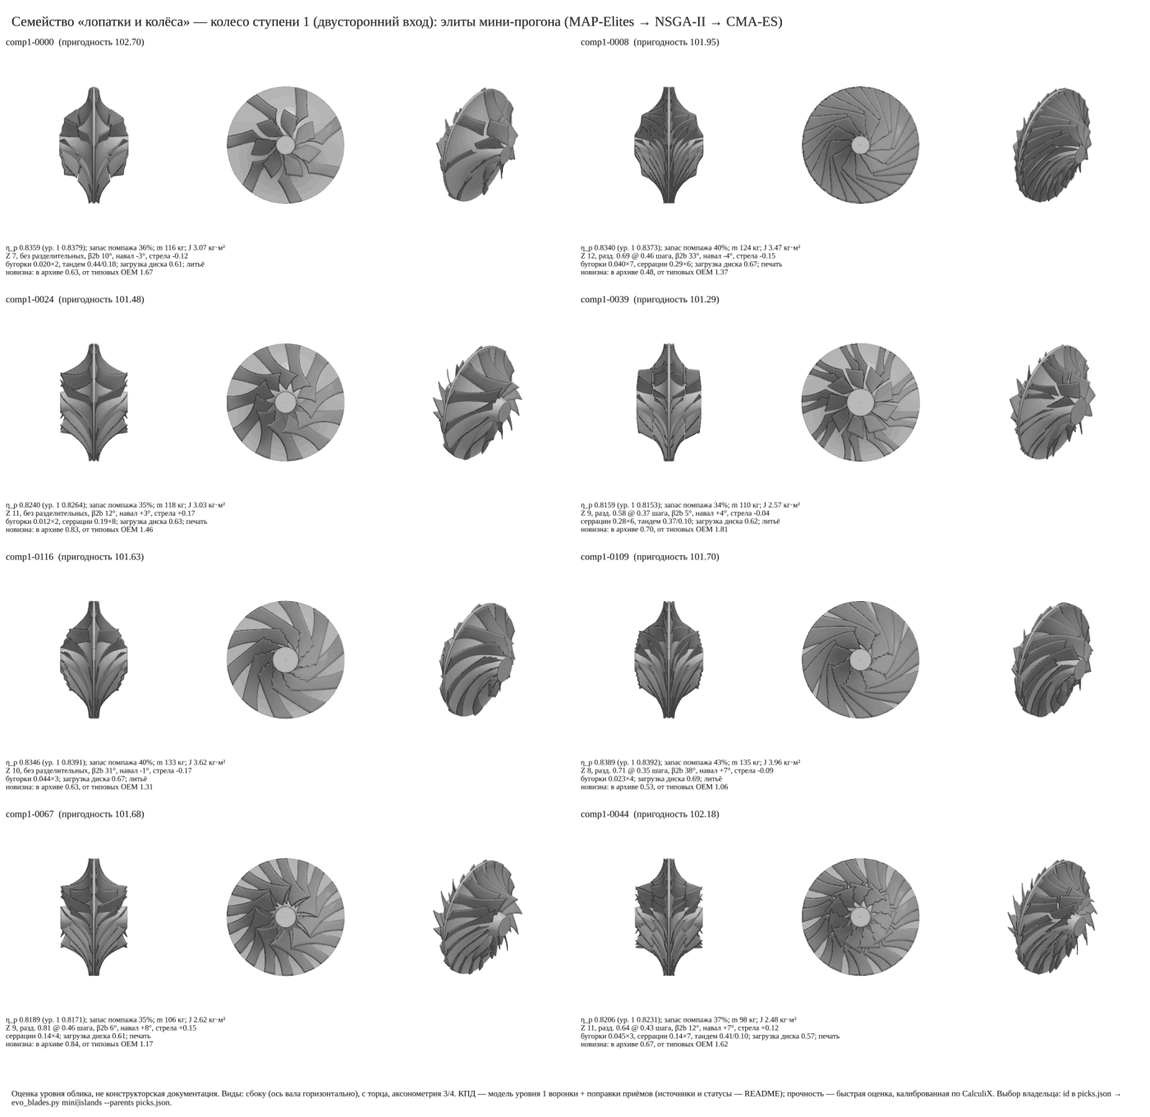 Семейство «лопатки и колёса» — колесо ступени 1 (двусторонний вход): элиты мини-прогона (MAP-Elites → NSGA-II → CMA-ES)
comp1-0000 (пригодность 102.70)
η_p 0.8359 (ур. 1 0.8379); запас помпажа 36%; m 116 кг; J 3.07 кг·м²
Z 7, без разделительных, β2b 10°, навал -3°, стрела -0.12
бугорки 0.020×2, тандем 0.44/0.18; загрузка диска 0.61; литьё
новизна: в архиве 0.63, от типовых OEM 1.67
comp1-0008 (пригодность 101.95)
η_p 0.8340 (ур. 1 0.8373); запас помпажа 40%; m 124 кг; J 3.47 кг·м²
Z 12, разд. 0.69 @ 0.46 шага, β2b 33°, навал -4°, стрела -0.15
бугорки 0.040×7, серрации 0.29×6; загрузка диска 0.67; печать
новизна: в архиве 0.48, от типовых OEM 1.37
comp1-0024 (пригодность 101.48)
η_p 0.8240 (ур. 1 0.8264); запас помпажа 35%; m 118 кг; J 3.03 кг·м²
Z 11, без разделительных, β2b 12°, навал +3°, стрела +0.17
бугорки 0.012×2, серрации 0.19×8; загрузка диска 0.63; печать
новизна: в архиве 0.83, от типовых OEM 1.46
comp1-0039 (пригодность 101.29)
η_p 0.8159 (ур. 1 0.8153); запас помпажа 34%; m 110 кг; J 2.57 кг·м²
Z 9, разд. 0.58 @ 0.37 шага, β2b 5°, навал +4°, стрела -0.04
серрации 0.28×6, тандем 0.37/0.10; загрузка диска 0.62; литьё
новизна: в архиве 0.70, от типовых OEM 1.81
comp1-0116 (пригодность 101.63)
η_p 0.8346 (ур. 1 0.8391); запас помпажа 40%; m 133 кг; J 3.62 кг·м²
Z 10, без разделительных, β2b 31°, навал -1°, стрела -0.17
бугорки 0.044×3; загрузка диска 0.67; литьё
новизна: в архиве 0.63, от типовых OEM 1.31
comp1-0109 (пригодность 101.70)
η_p 0.8389 (ур. 1 0.8392); запас помпажа 43%; m 135 кг; J 3.96 кг·м²
Z 8, разд. 0.71 @ 0.35 шага, β2b 38°, навал +7°, стрела -0.09
бугорки 0.023×4; загрузка диска 0.69; литьё
новизна: в архиве 0.53, от типовых OEM 1.06
comp1-0067 (пригодность 101.68)
η_p 0.8189 (ур. 1 0.8171); запас помпажа 35%; m 106 кг; J 2.62 кг·м²
Z 9, разд. 0.81 @ 0.46 шага, β2b 6°, навал +8°, стрела +0.15
серрации 0.14×4; загрузка диска 0.61; печать
новизна: в архиве 0.84, от типовых OEM 1.17
comp1-0044 (пригодность 102.18)
η_p 0.8206 (ур. 1 0.8231); запас помпажа 37%; m 98 кг; J 2.48 кг·м²
Z 11, разд. 0.64 @ 0.43 шага, β2b 12°, навал +7°, стрела +0.12
бугорки 0.045×3, серрации 0.14×7, тандем 0.41/0.10; загрузка диска 0.57; печать
новизна: в архиве 0.67, от типовых OEM 1.62
Оценка уровня облика, не конструкторская документация. Виды: сбоку (ось вала горизонтально), с торца, аксонометрия 3/4. КПД — модель уровня 1 воронки + поправки приёмов (источники и статусы — README); прочность — быстрая оценка, калиброванная по CalculiX. Выбор владельца: id в picks.json →
evo_blades.py mini|islands --parents picks.json.